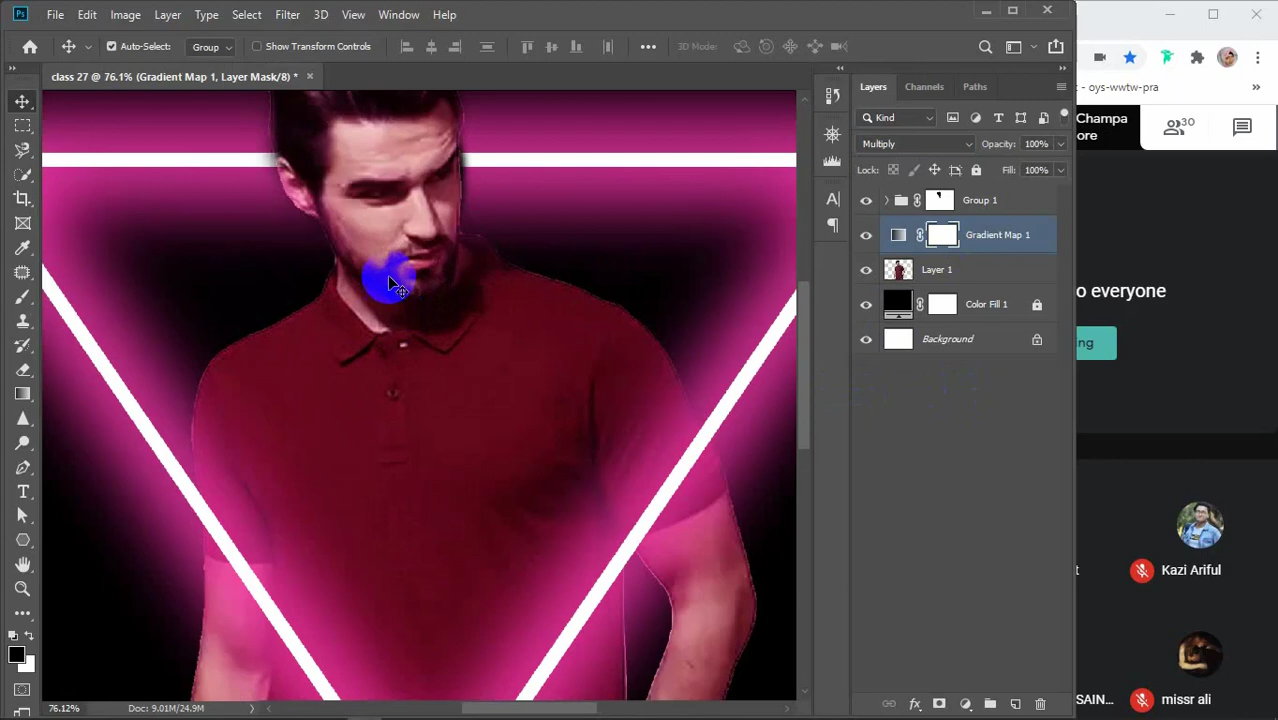 Ps File Edit Image Layer Type Select Filter 3D View Window Help
Auto-Select: Group Show Transform Controls 3D Mode:
class 27 @ 76.1% (Gradient Map 1, Layer Mask/8) *
Layers Channels Paths
Kind
Multiply Opacity: 100%
Lock: Fill: 100%
Group 1
Gradient Map 1
Layer 1
Color Fill 1
Background
76.12% Doc: 9.01M/24.9M
- oys-wwtw-pra
Champa
ore
30
to everyone
ng
Kazi Ariful
t
SAIN...
missr ali